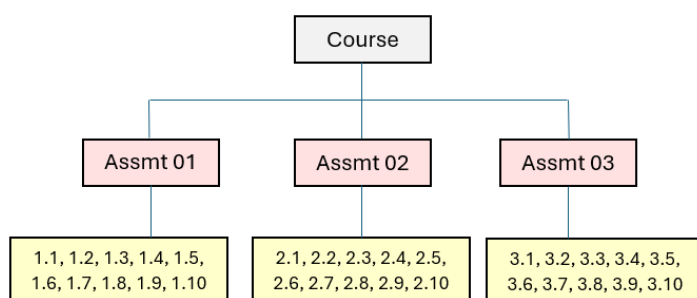 Course
Assmt 01
Assmt 02
Assmt 03
1.1, 1.2, 1.3, 1.4, 1.5,
1.6, 1.7, 1.8, 1.9, 1.10
2.1, 2.2, 2.3, 2.4, 2.5,
2.6, 2.7, 2.8, 2.9, 2.10
3.1, 3.2, 3.3, 3.4, 3.5,
3.6, 3.7, 3.8, 3.9, 3.10